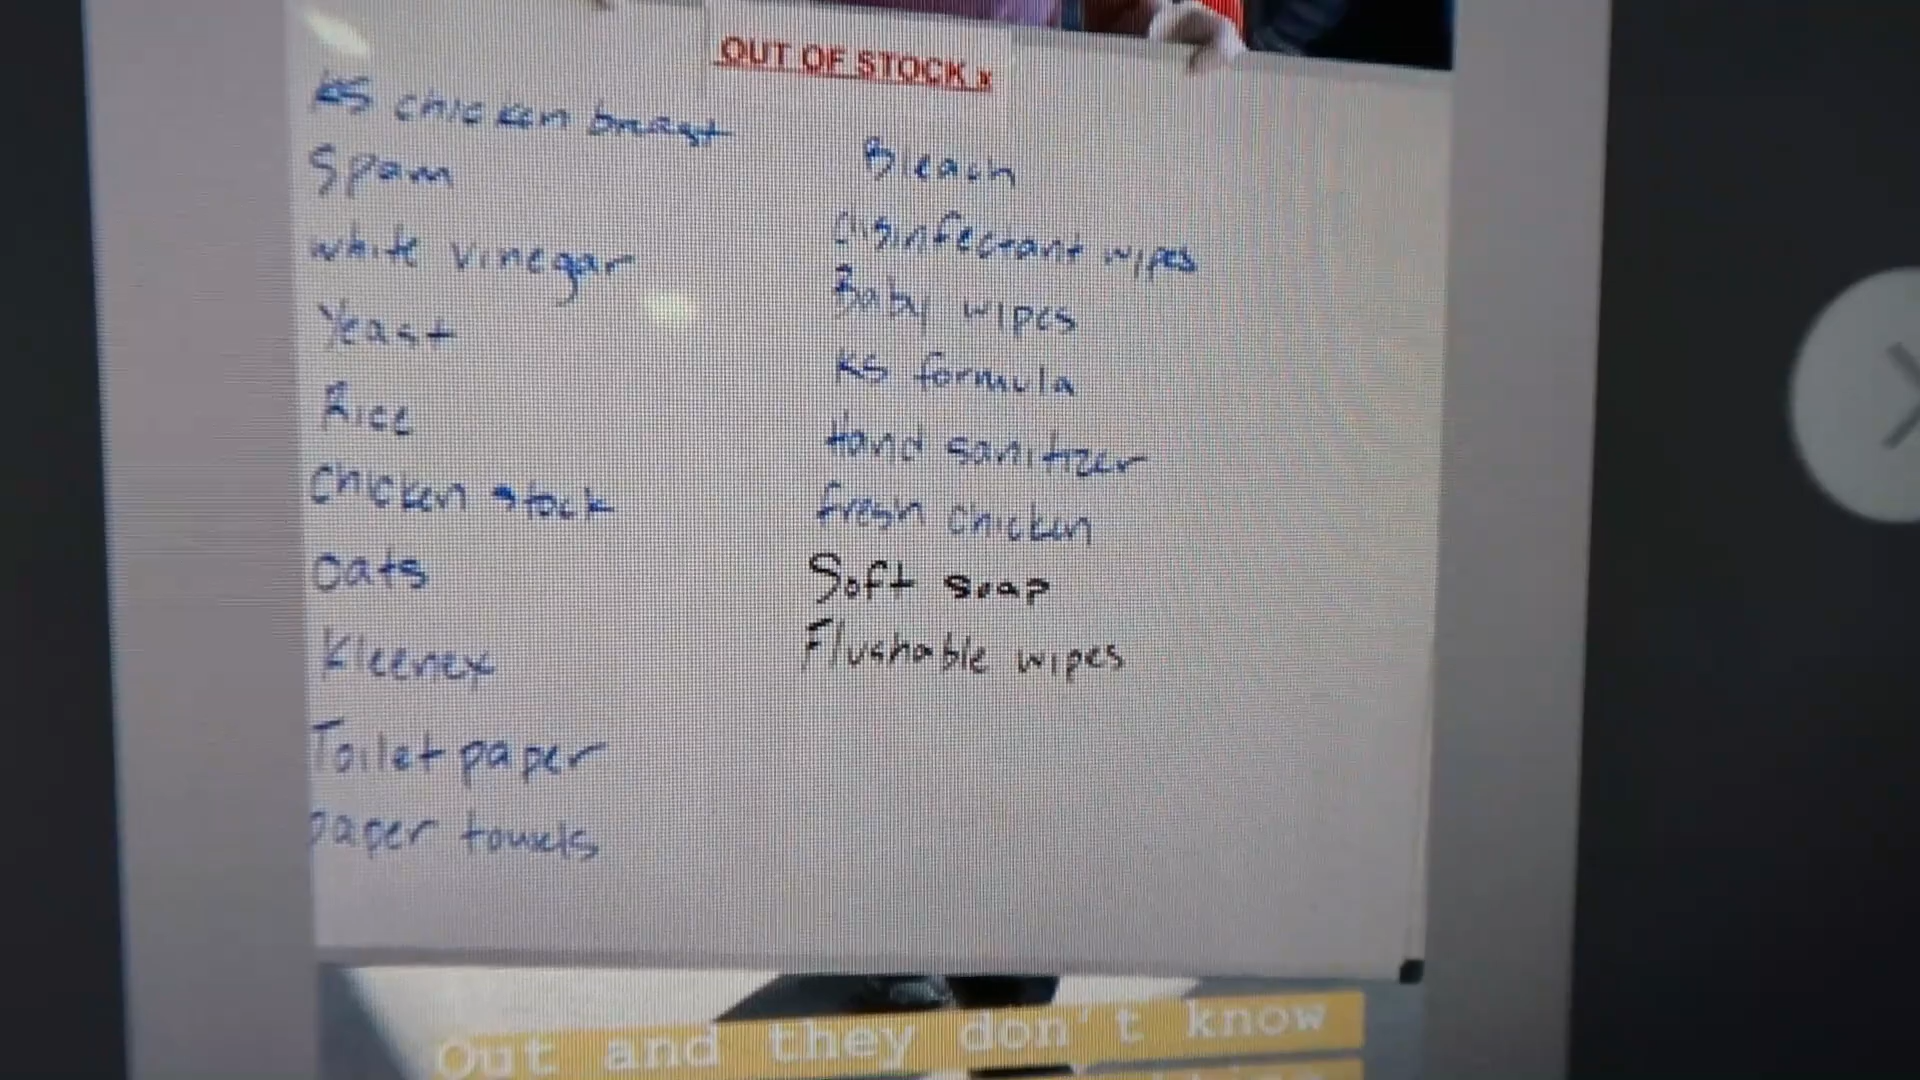 OUT OF STOCK x
KS chicken breast
Spam
white vinegar
Yeast
Rice
chicken stock
oats
Kleenex
Toilet paper
paper towels
Bleach
Disinfectant wipes
Baby wipes
KS formula
Hand sanitizer
fresh chicken
Soft soap
Flushable wipes
Out and they don't know